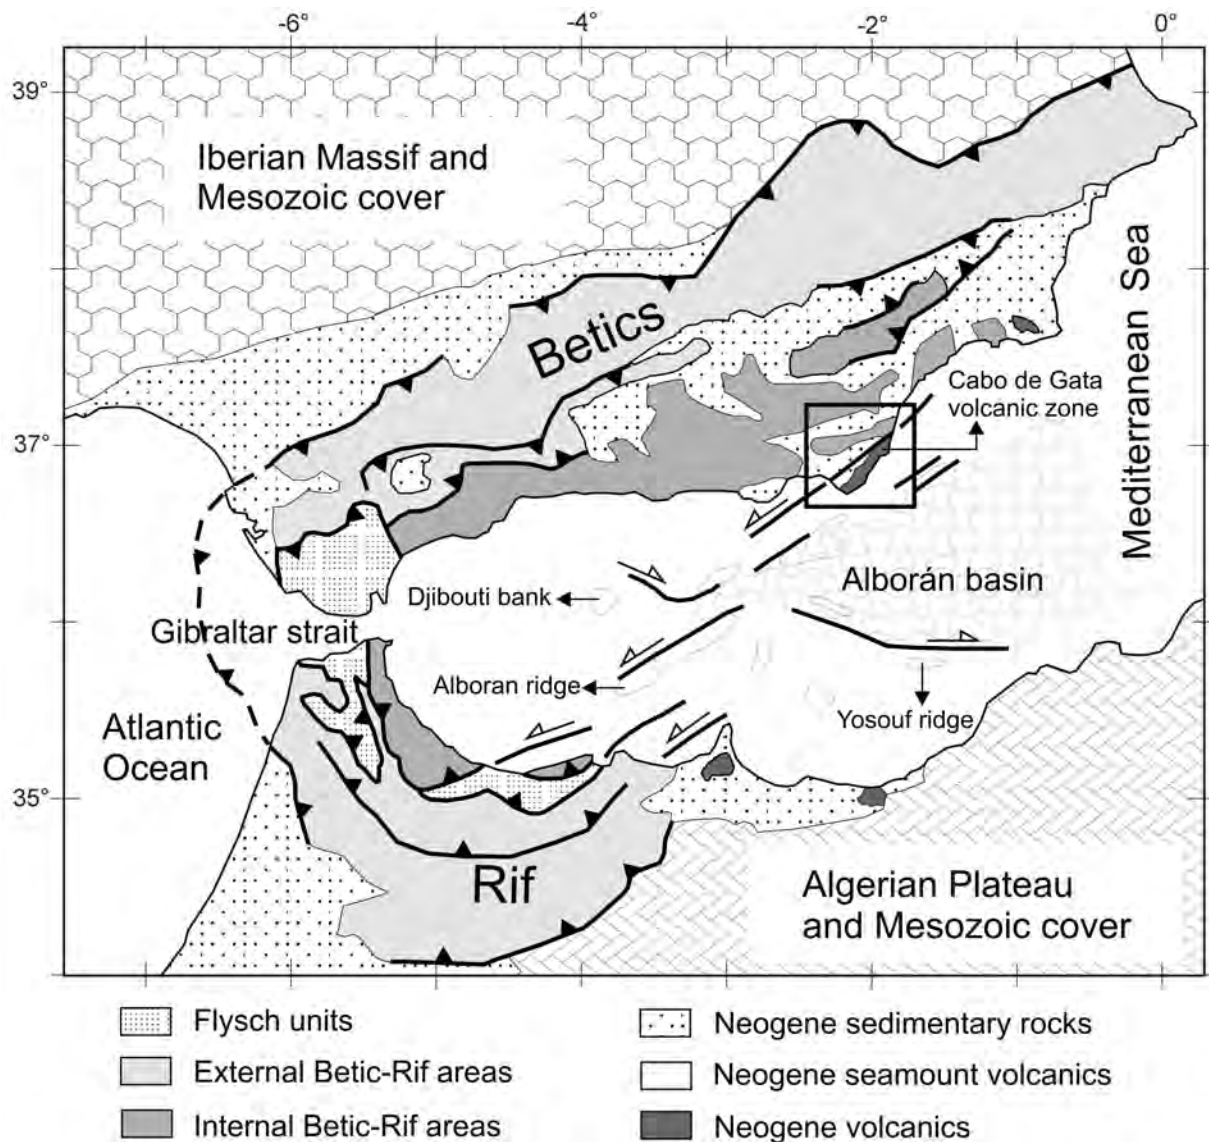 -6° -4° -2° 0°
39°
Iberian Massif and
Mesozoic cover
Betics
Mediterranean Sea
Cabo de Gata
volcanic zone
37°
Djibouti bank
Alborán basin
Gibraltar strait
Alboran ridge
Yosouf ridge
Atlantic
Ocean
35°
Rif
Algerian Plateau
and Mesozoic cover
Flysch units
External Betic-Rif areas
Internal Betic-Rif areas
Neogene sedimentary rocks
Neogene seamount volcanics
Neogene volcanics